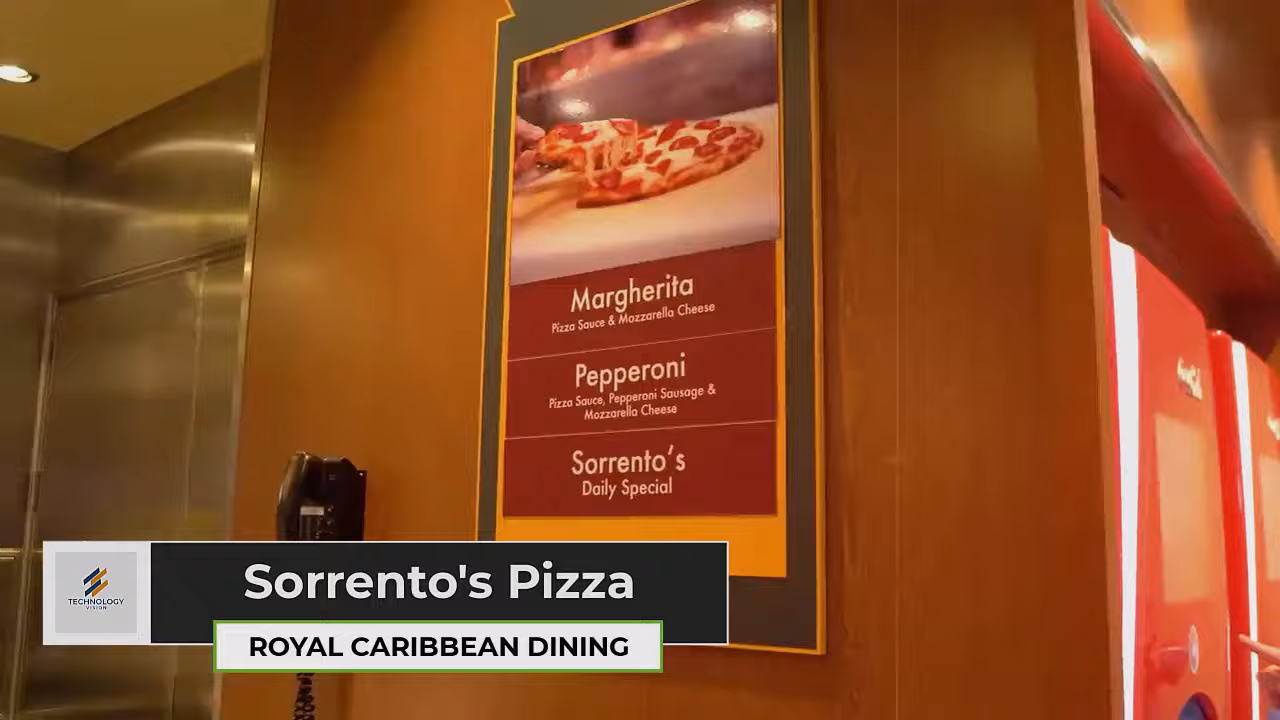 Margherita
Pizza Sauce & Mozzarella Cheese
Pepperoni
Pizza Sauce, Pepperoni Sausage &
Mozzarella Cheese
Sorrento's
Daily Special
TECHNOLOGY
VISION
Sorrento's Pizza
ROYAL CARIBBEAN DINING